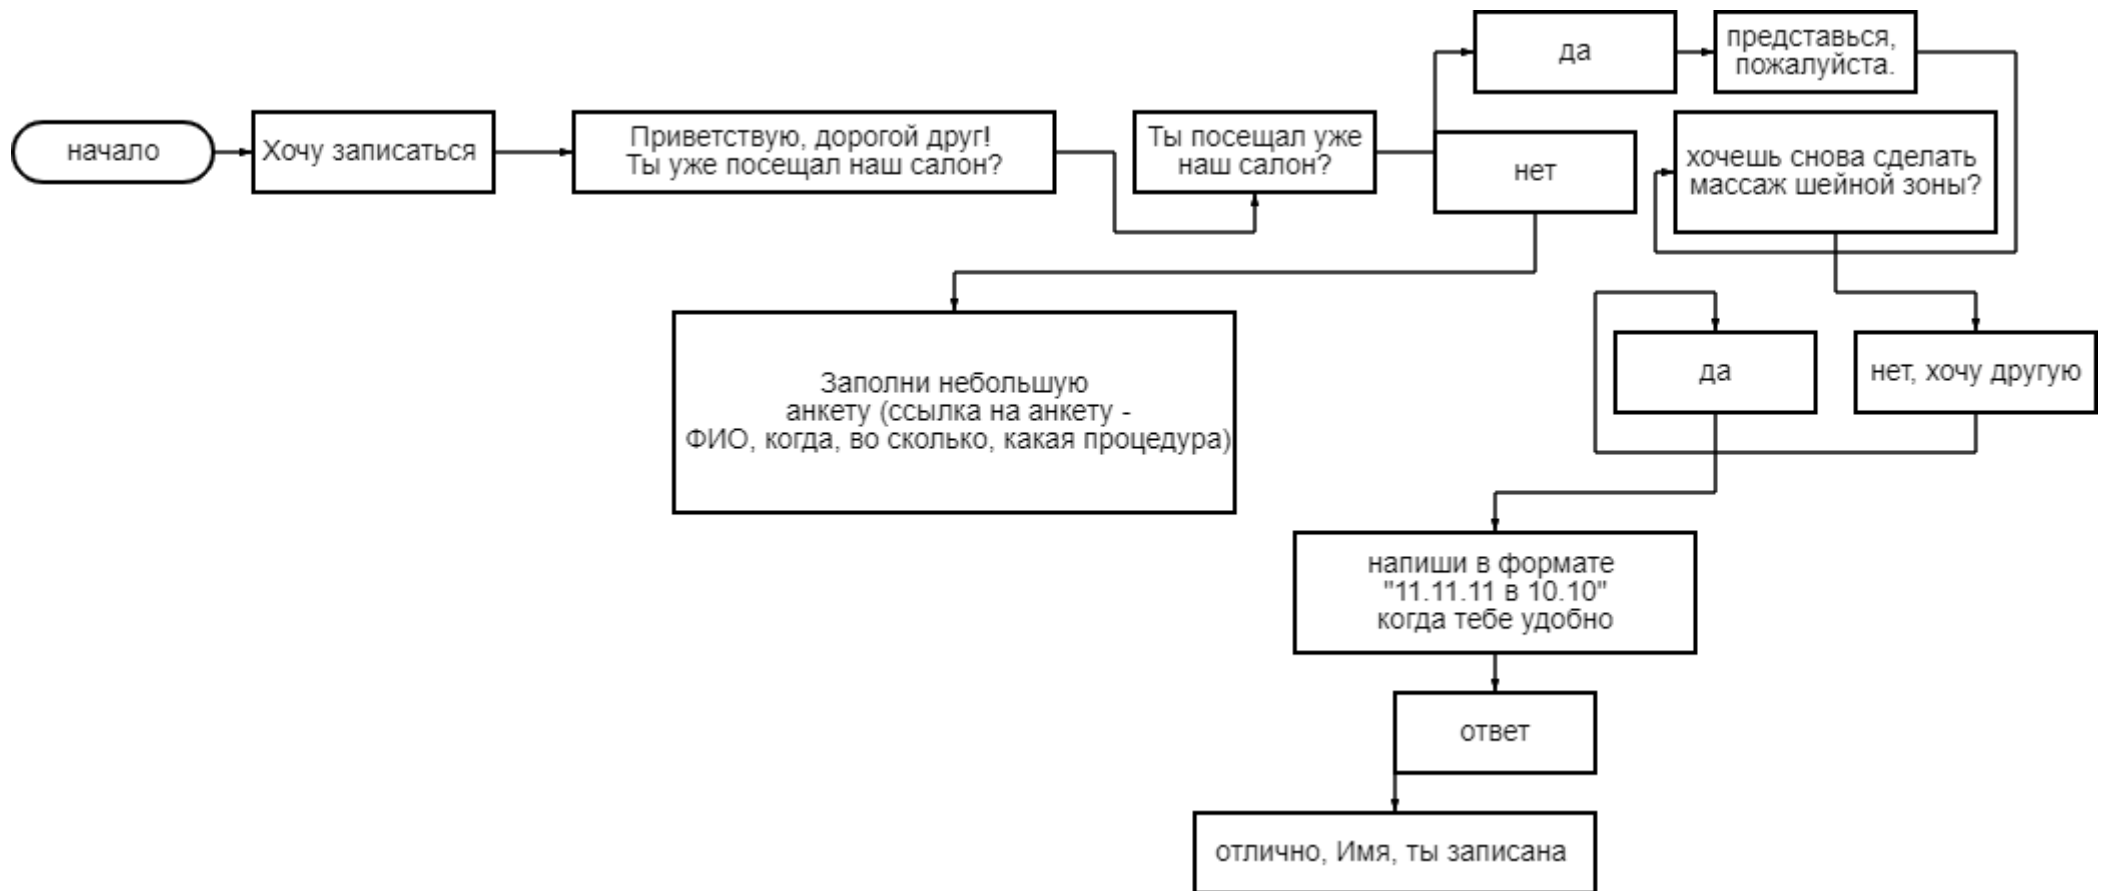 начало
Хочу записаться
Приветствую, дорогой друг!
Ты уже посещал наш салон?
Ты посещал уже
наш салон?
да
представься,
пожалуйста.
нет
хочешь снова сделать
массаж шейной зоны?
Заполни небольшую
анкету (ссылка на анкету -
ФИО, когда, во сколько, какая процедура)
да
нет, хочу другую
напиши в формате
"11.11.11 в 10.10"
когда тебе удобно
ответ
отлично, Имя, ты записана